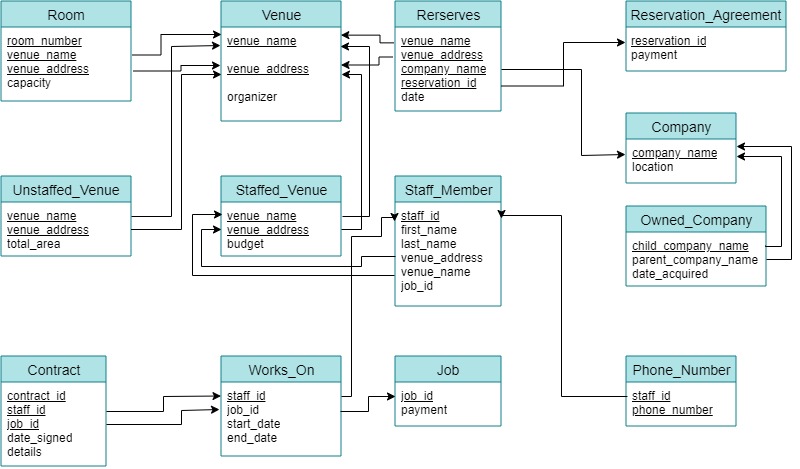 Room
room_number
venue_name
venue_address
capacity
Venue
venue_name
venue_address
organizer
Rerserves
venue_name
venue_address
company_name
reservation_id
date
Reservation_Agreement
reservation_id
payment
Company
company_name
location
Unstaffed_Venue
venue_name
venue_address
total_area
Staffed_Venue
venue_name
venue_address
budget
Staff_Member
staff_id
first_name
last_name
venue_address
venue_name
job_id
Owned_Company
child_company_name
parent_company_name
date_acquired
Contract
contract_id
staff_id
job_id
date_signed
details
Works_On
staff_id
job_id
start_date
end_date
Job
job_id
payment
Phone_Number
staff_id
phone_number